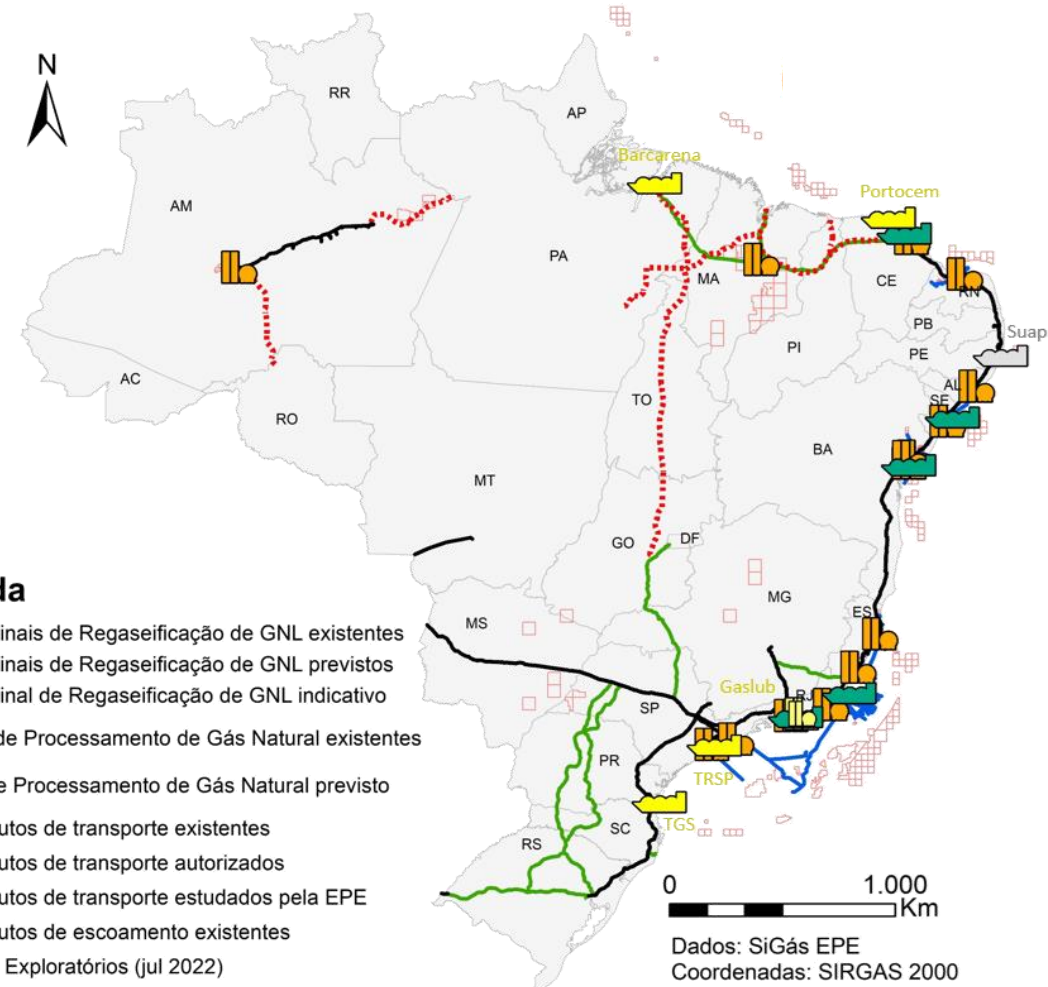 N
RR
AP
Barcarena
Portocem
AM
PA
MA
CE
RN
PB
Suap
PI
PE
AC
AL
TO
SE
RO
BA
MT
GO
DF
MG
da
ES
MS
inais de Regaseificação de GNL existentes
inais de Regaseificação de GNL previstos
Gaslub
RJ
inal de Regaseificação de GNL indicativo
SP
de Processamento de Gás Natural existentes
PR
TRSP
e Processamento de Gás Natural previsto
TGS
utos de transporte existentes
SC
RS
utos de transporte autorizados
0 1.000
Km
utos de transporte estudados pela EPE
utos de escoamento existentes
Dados: SiGás EPE
Exploratórios (jul 2022)
Coordenadas: SIRGAS 2000